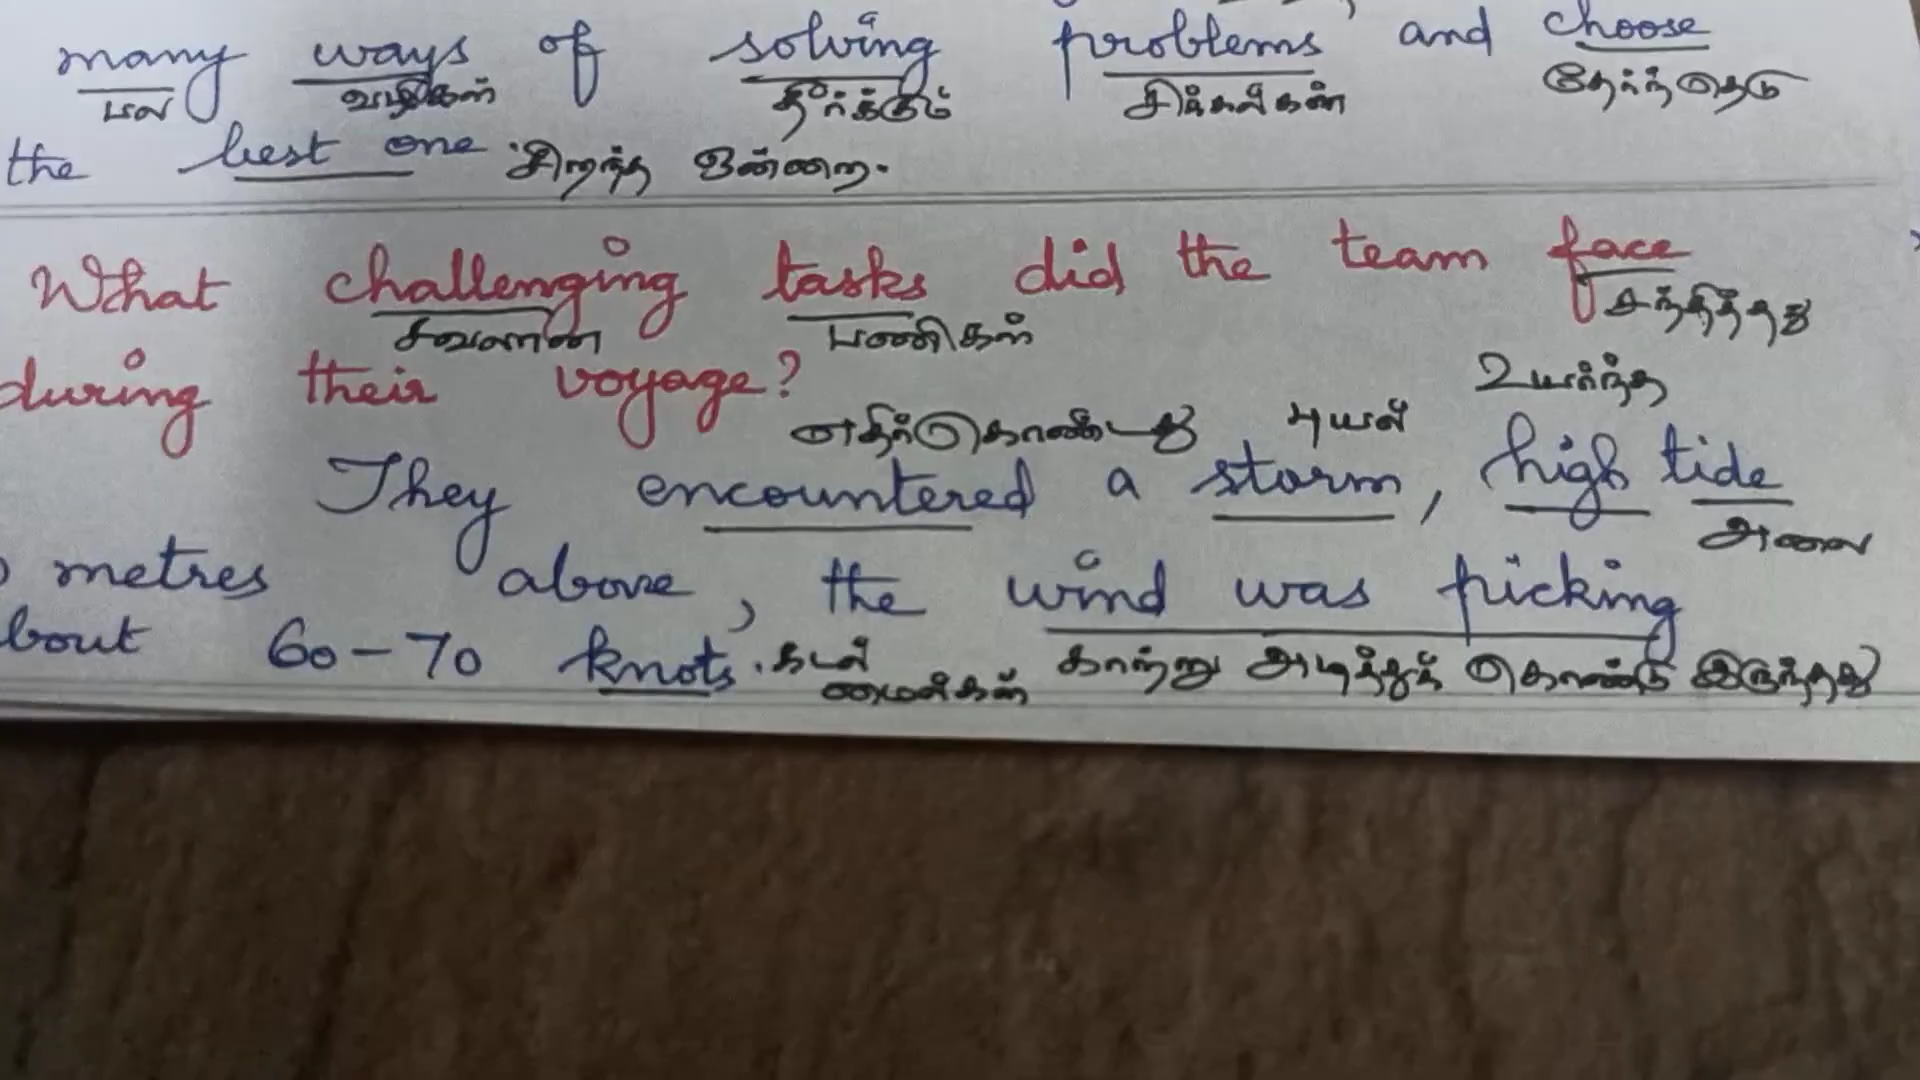 many ways of solving problems and choose
பல வழிகள் தீர்க்கும் சிக்கல்கள் தேர்ந்தெடு
the best one சிறந்த ஒன்றை.
What challenging tasks did the team face
சவாலான பணிகள் சந்தித்தது
during their voyage?
எதிர்கொண்டது புயல் உயர்ந்த
They encountered a storm, high tide
அலை
metres above, the wind was picking
bout 60-70 knots. கடல் மைல்கள் காற்று அடித்துக் கொண்டு இருந்தது